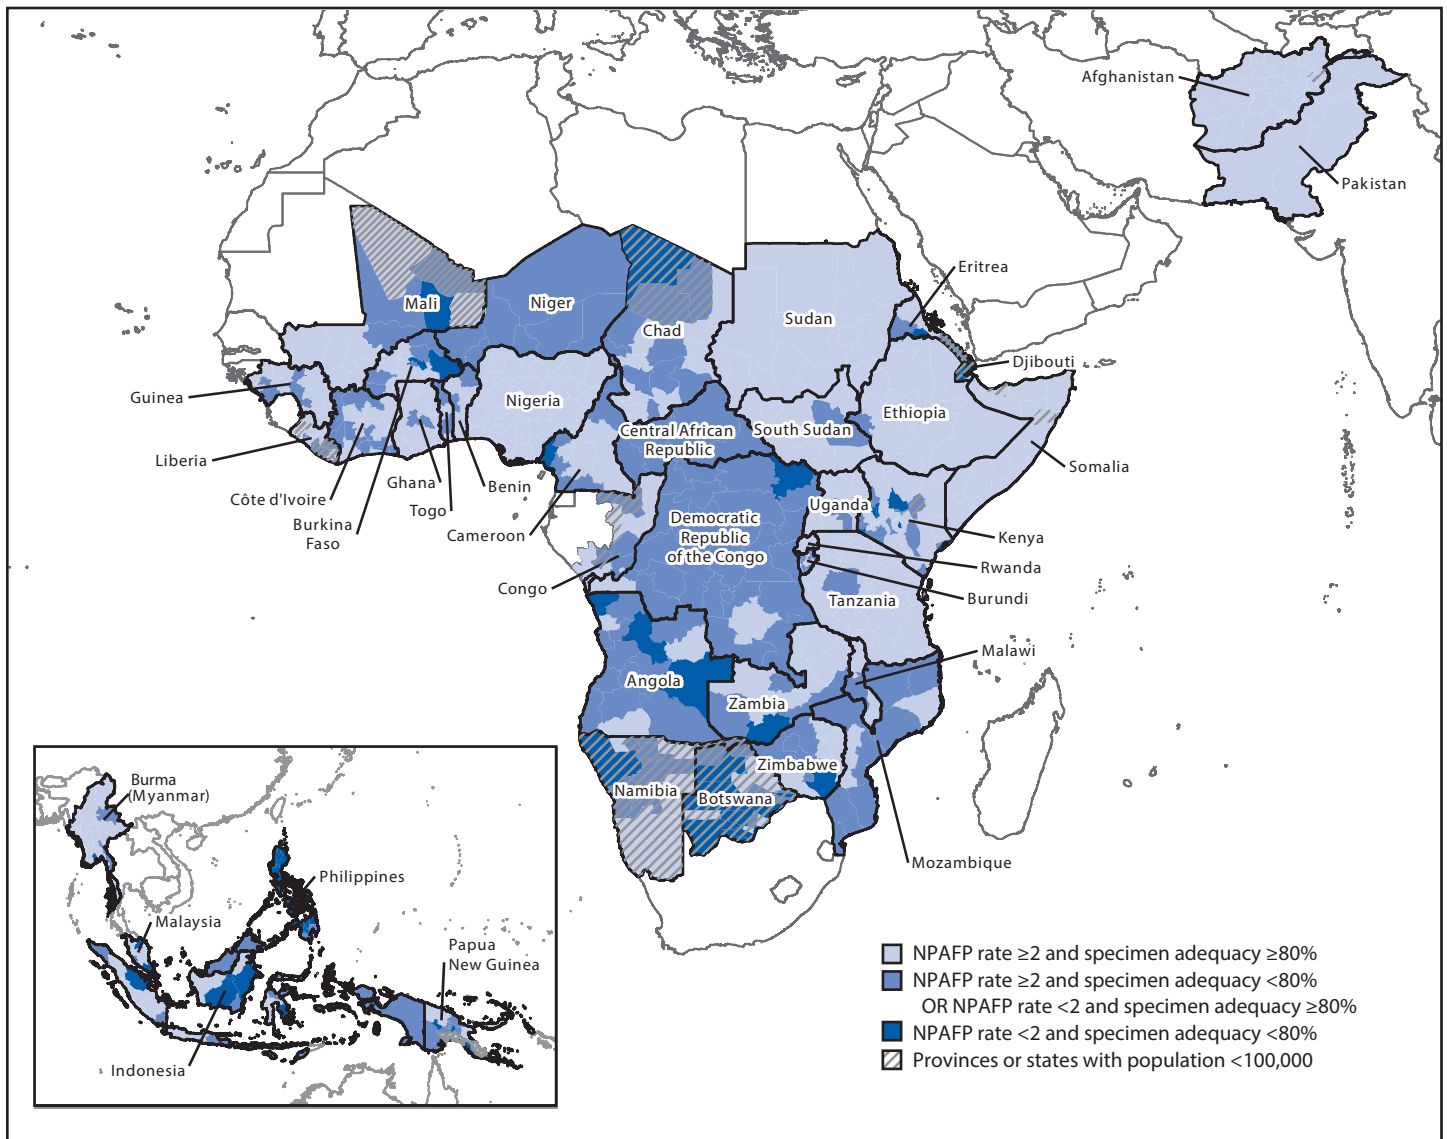 Afghanistan
Pakistan
Eritrea
Mali
Niger
Chad
Sudan
Djibouti
Guinea
Nigeria
Ethiopia
Central African
Republic
South Sudan
Liberia
Somalia
Côte d'Ivoire
Ghana
Benin
Burkina
Faso
Togo
Cameroon
Uganda
Democratic
Republic
of the Congo
Kenya
Rwanda
Congo
Burundi
Tanzania
Malawi
Angola
Zambia
Zimbabwe
Namibia
Botswana
Mozambique
Burma
(Myanmar)
Philippines
Malaysia
Papua
New Guinea
Indonesia
NPAFP rate ≥2 and specimen adequacy ≥80%
NPAFP rate ≥2 and specimen adequacy <80%
OR NPAFP rate <2 and specimen adequacy ≥80%
NPAFP rate <2 and specimen adequacy <80%
Provinces or states with population <100,000